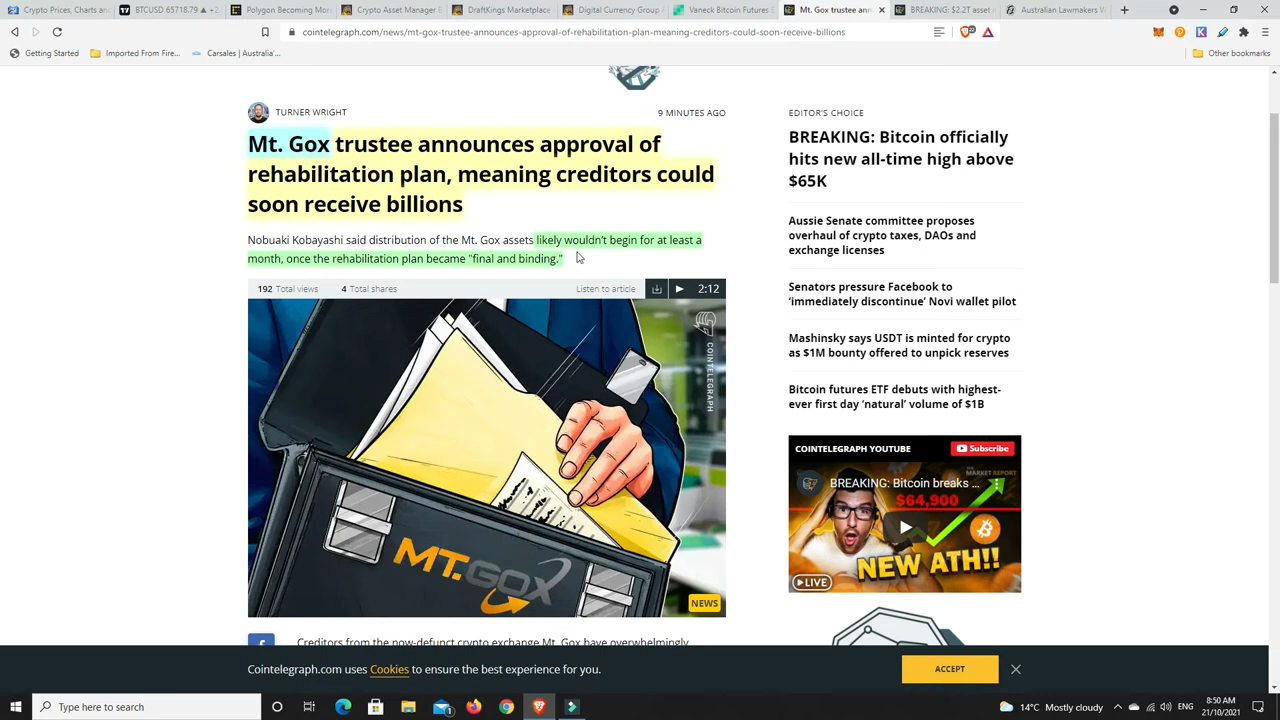 Crypto Prices, Charts an
BTCUSD 65718.79 ▲ +2
Polygon Becoming Mor
Crypto Asset Manager B
DraftKings Marketplace
Digital Currency Group
Vaneck Bitcoin Futures E
Mt. Gox trustee ann
BREAKING: $2.2T asset
Australian Lawmakers
cointelegraph.com/news/mt-gox-trustee-announces-approval-of-rehabilitation-plan-meaning-creditors-could-soon-receive-billions
Getting Started
Imported From Fire...
Carsales | Australia'...
Other bookmarks
TURNER WRIGHT
9 MINUTES AGO
Mt. Gox trustee announces approval of
rehabilitation plan, meaning creditors could
soon receive billions
Nobuaki Kobayashi said distribution of the Mt. Gox assets likely wouldn't begin for at least a
month, once the rehabilitation plan became "final and binding."
192 Total views
4 Total shares
Listen to article
2:12
COINTELEGRAPH
MT.GOX
NEWS
Creditors from the now-defunct crypto exchange Mt. Gox have overwhelmingly
EDITOR'S CHOICE
BREAKING: Bitcoin officially
hits new all-time high above
$65K
Aussie Senate committee proposes
overhaul of crypto taxes, DAOs and
exchange licenses
Senators pressure Facebook to
‘immediately discontinue’ Novi wallet pilot
Mashinsky says USDT is minted for crypto
as $1M bounty offered to unpick reserves
Bitcoin futures ETF debuts with highest-
ever first day ‘natural’ volume of $1B
COINTELEGRAPH YOUTUBE
Subscribe
THE
MARKET REPORT
BREAKING: Bitcoin breaks ...
$64,900
NEW ATH!!
LIVE
Cointelegraph.com uses Cookies to ensure the best experience for you.
ACCEPT
Type here to search
14°C Mostly cloudy
ENG
8:50 AM
21/10/2021